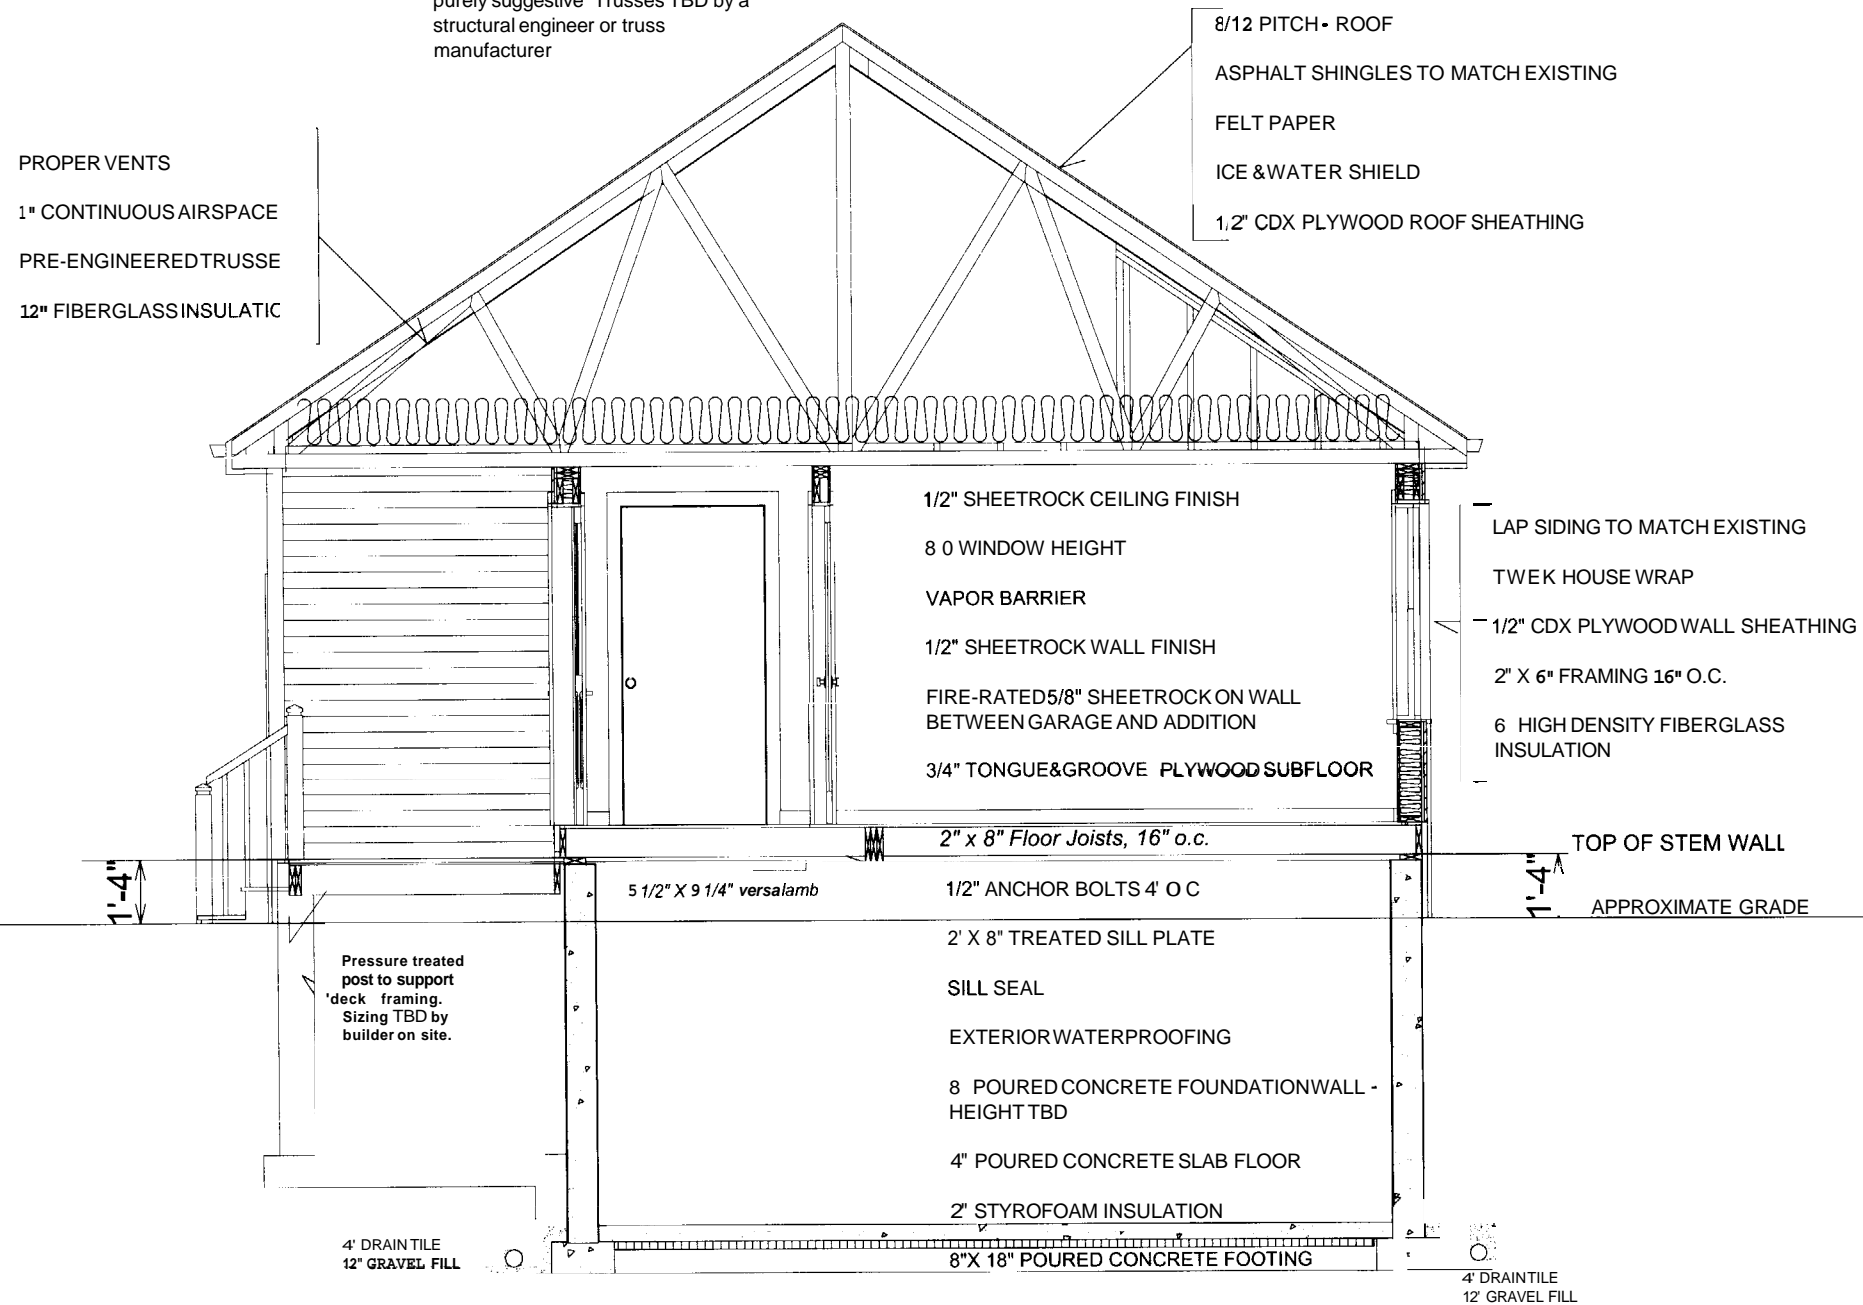 purely suggestive Trusses TBD by a
structural engineer or truss
manufacturer
8/12 PITCH - ROOF
ASPHALT SHINGLES TO MATCH EXISTING
FELT PAPER
ICE & WATER SHIELD
1/2" CDX PLYWOOD ROOF SHEATHING
PROPER VENTS
1" CONTINUOUS AIRSPACE
PRE-ENGINEERED TRUSSE
12" FIBERGLASS INSULATIC
1/2" SHEETROCK CEILING FINISH
8 0 WINDOW HEIGHT
VAPOR BARRIER
1/2" SHEETROCK WALL FINISH
FIRE-RATED 5/8" SHEETROCK ON WALL
BETWEEN GARAGE AND ADDITION
3/4" TONGUE&GROOVE PLYWOOD SUBFLOOR
LAP SIDING TO MATCH EXISTING
TWEK HOUSE WRAP
1/2" CDX PLYWOOD WALL SHEATHING
2" X 6" FRAMING 16" O.C.
6 HIGH DENSITY FIBERGLASS
INSULATION
2" x 8" Floor Joists, 16" o.c.
TOP OF STEM WALL
1'-4"
1'-4"
APPROXIMATE GRADE
5 1/2" X 9 1/4" versalamb
1/2" ANCHOR BOLTS 4' O C
2' X 8" TREATED SILL PLATE
SILL SEAL
EXTERIOR WATERPROOFING
8 POURED CONCRETE FOUNDATION WALL -
HEIGHT TBD
4" POURED CONCRETE SLAB FLOOR
2" STYROFOAM INSULATION
8"X 18" POURED CONCRETE FOOTING
Pressure treated
post to support
'deck framing.
Sizing TBD by
builder on site.
4' DRAIN TILE
12" GRAVEL FILL
4' DRAINTILE
12' GRAVEL FILL